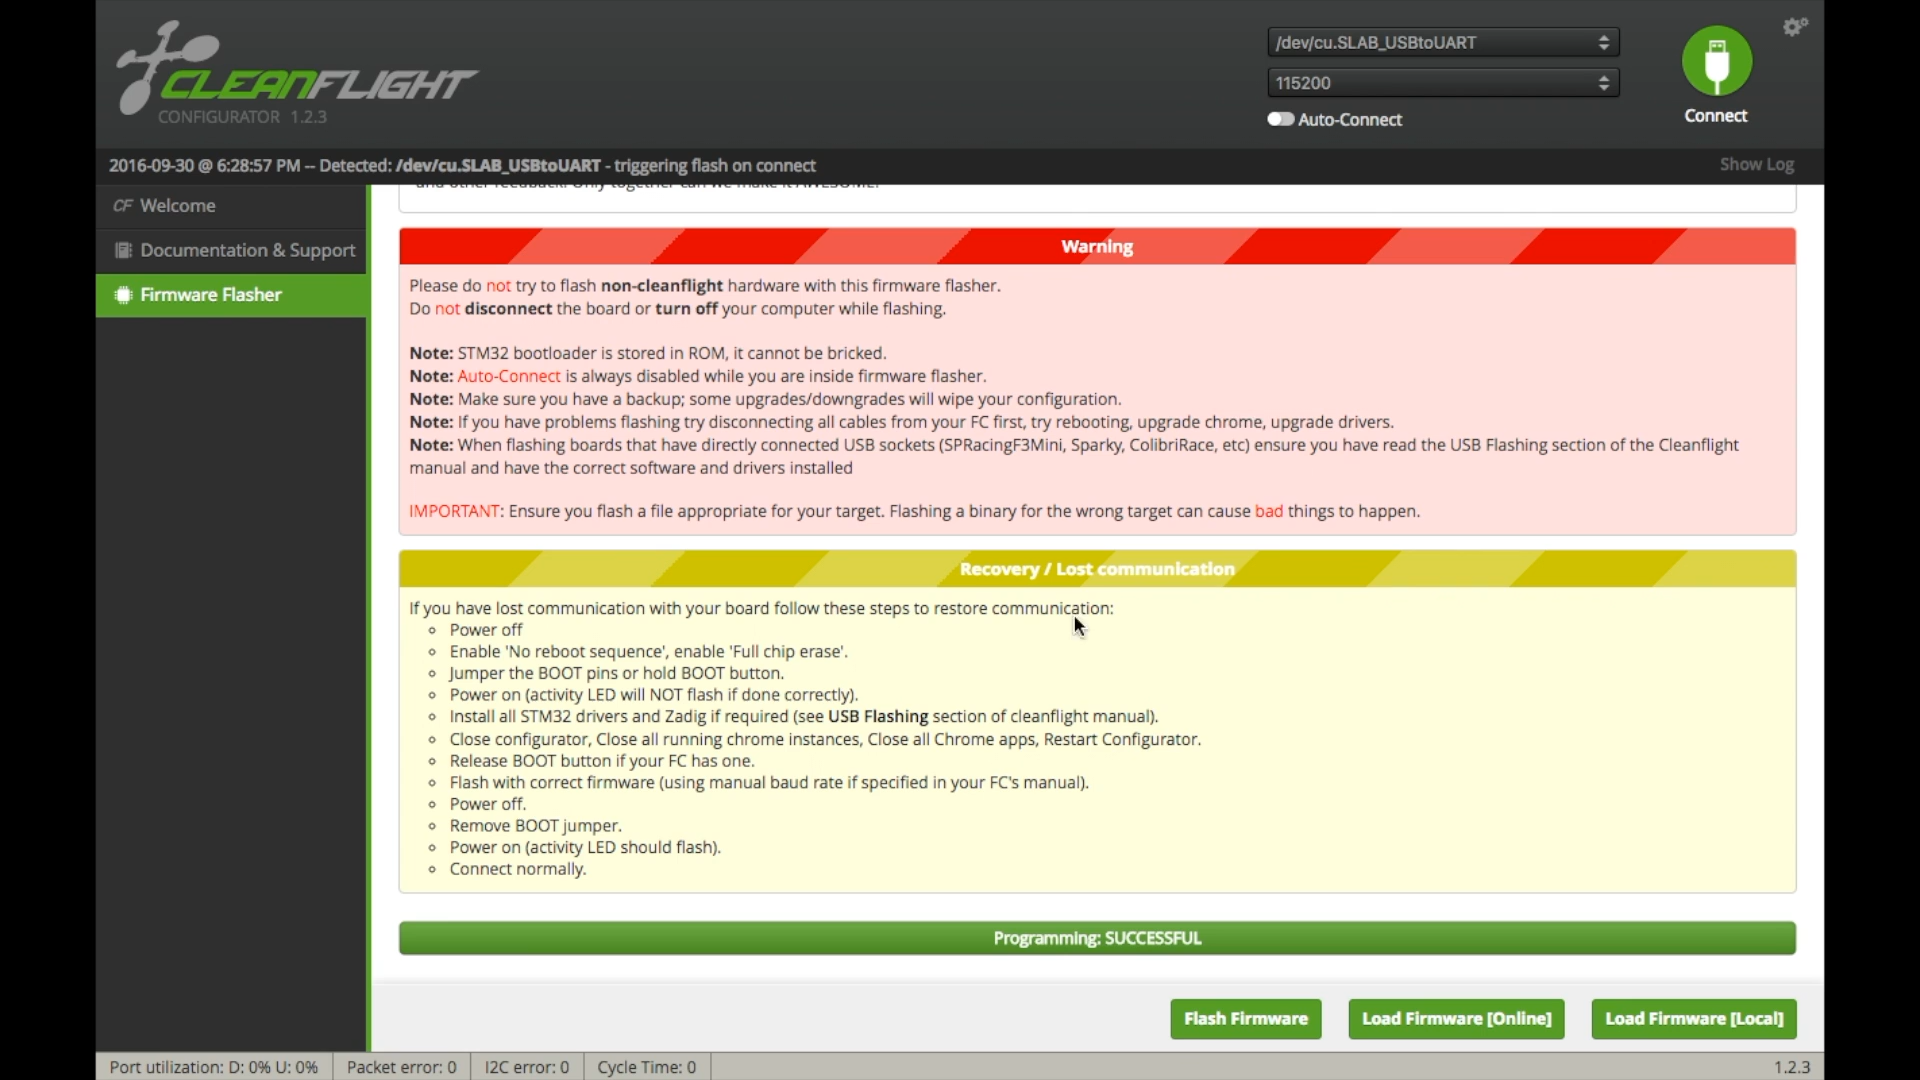 CLEANFLIGHT
CONFIGURATOR 1.2.3
/dev/cu.SLAB_USBtoUART
115200
Auto-Connect
Connect
2016-09-30 @ 6:28:57 PM -- Detected: /dev/cu.SLAB_USBtoUART - triggering flash on connect
Show Log
CF Welcome
Documentation & Support
Firmware Flasher
and other feedback. Only together can we make it AWESOME!
Warning
Please do not try to flash non-cleanflight hardware with this firmware flasher.
Do not disconnect the board or turn off your computer while flashing.
Note: STM32 bootloader is stored in ROM, it cannot be bricked.
Note: Auto-Connect is always disabled while you are inside firmware flasher.
Note: Make sure you have a backup; some upgrades/downgrades will wipe your configuration.
Note: If you have problems flashing try disconnecting all cables from your FC first, try rebooting, upgrade chrome, upgrade drivers.
Note: When flashing boards that have directly connected USB sockets (SPRacingF3Mini, Sparky, ColibriRace, etc) ensure you have read the USB Flashing section of the Cleanflight
manual and have the correct software and drivers installed
IMPORTANT: Ensure you flash a file appropriate for your target. Flashing a binary for the wrong target can cause bad things to happen.
Recovery / Lost communication
If you have lost communication with your board follow these steps to restore communication:
Power off
Enable 'No reboot sequence', enable 'Full chip erase'.
Jumper the BOOT pins or hold BOOT button.
Power on (activity LED will NOT flash if done correctly).
Install all STM32 drivers and Zadig if required (see USB Flashing section of cleanflight manual).
Close configurator, Close all running chrome instances, Close all Chrome apps, Restart Configurator.
Release BOOT button if your FC has one.
Flash with correct firmware (using manual baud rate if specified in your FC's manual).
Power off.
Remove BOOT jumper.
Power on (activity LED should flash).
Connect normally.
Programming: SUCCESSFUL
Flash Firmware
Load Firmware [Online]
Load Firmware [Local]
Port utilization: D: 0% U: 0%
Packet error: 0
I2C error: 0
Cycle Time: 0
1.2.3